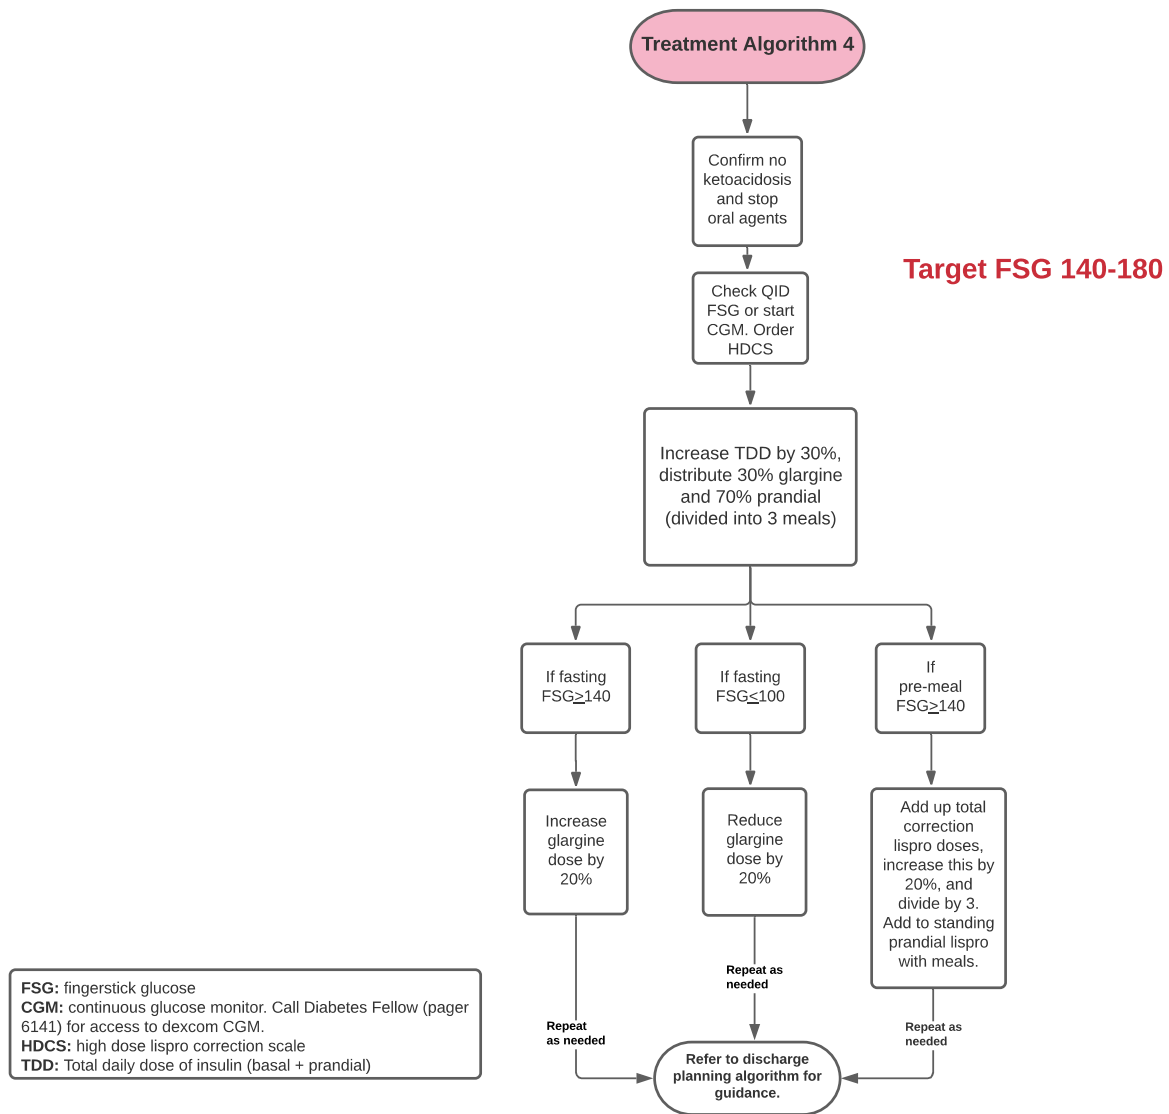 Treatment Algorithm 4
Confirm no
ketoacidosis
and stop
oral agents
Target FSG 140-180
Check QID
FSG or start
CGM. Order
HDCS
Increase TDD by 30%,
distribute 30% glargine
and 70% prandial
(divided into 3 meals)
If fasting
FSG≥140
If fasting
FSG≤100
If
pre-meal
FSG≥140
Increase
glargine
dose by
20%
Reduce
glargine
dose by
20%
Add up total
correction
lispro doses,
increase this by
20%, and
divide by 3.
Add to standing
prandial lispro
with meals.
Repeat
as needed
Repeat as
needed
Repeat as
needed
Refer to discharge
planning algorithm for
guidance.
FSG: fingerstick glucose
CGM: continuous glucose monitor. Call Diabetes Fellow (pager
6141) for access to dexcom CGM.
HDCS: high dose lispro correction scale
TDD: Total daily dose of insulin (basal + prandial)